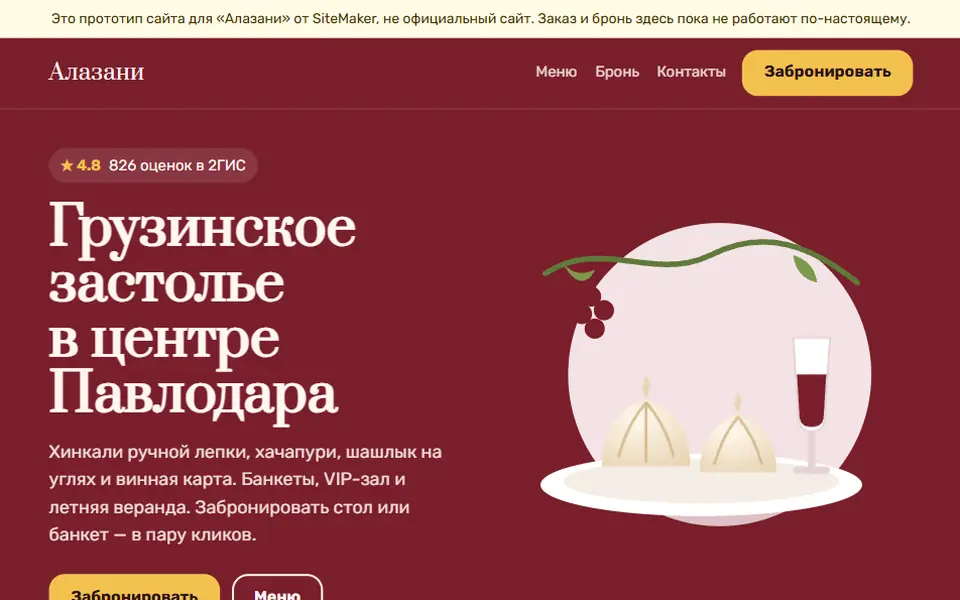 Это прототип сайта для «Алазани» от SiteMaker, не официальный сайт. Заказ и бронь здесь пока не работают по-настоящему.
Алазани
Меню
Бронь
Контакты
Забронировать
★ 4.8 826 оценок в 2ГИС
Грузинское
застолье
в центре
Павлодара
Хинкали ручной лепки, хачапури, шашлык на
углях и винная карта. Банкеты, VIP-зал и
летняя веранда. Забронировать стол или
банкет — в пару кликов.
Забронировать
Меню